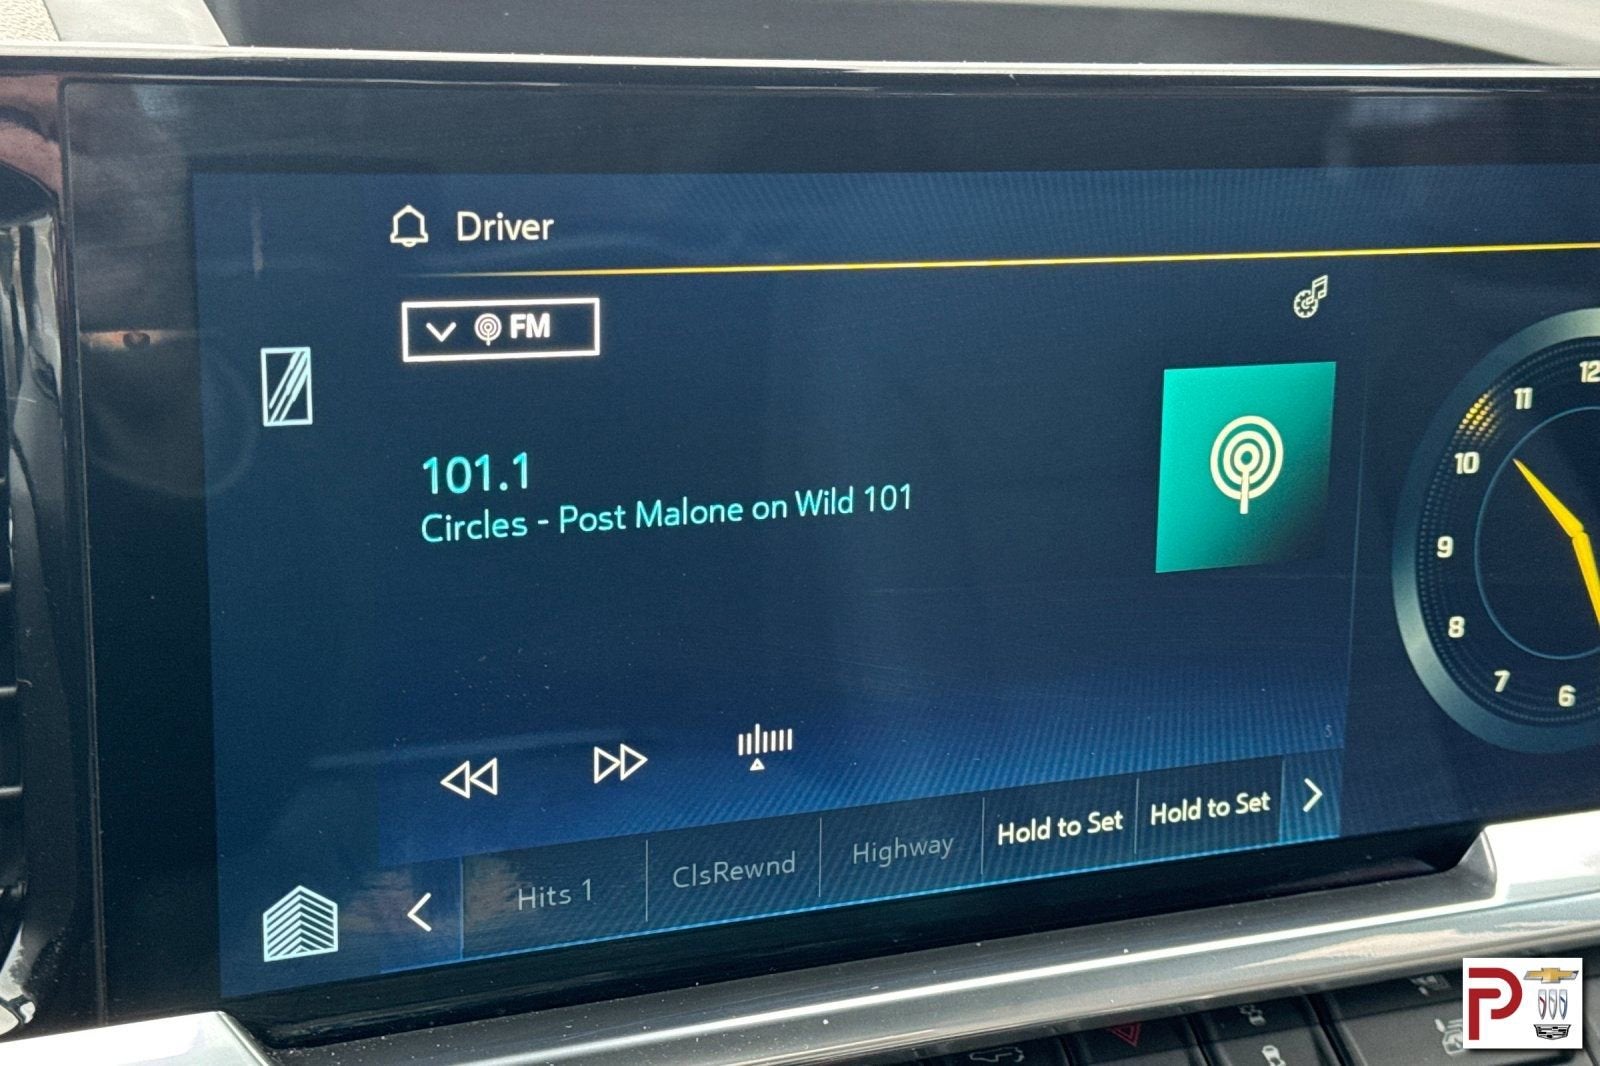 Driver
FM
101.1
Circles - Post Malone on Wild 101
12
11
10
9
8
7
6
Hits 1
ClsRewnd
Highway
Hold to Set
Hold to Set
P